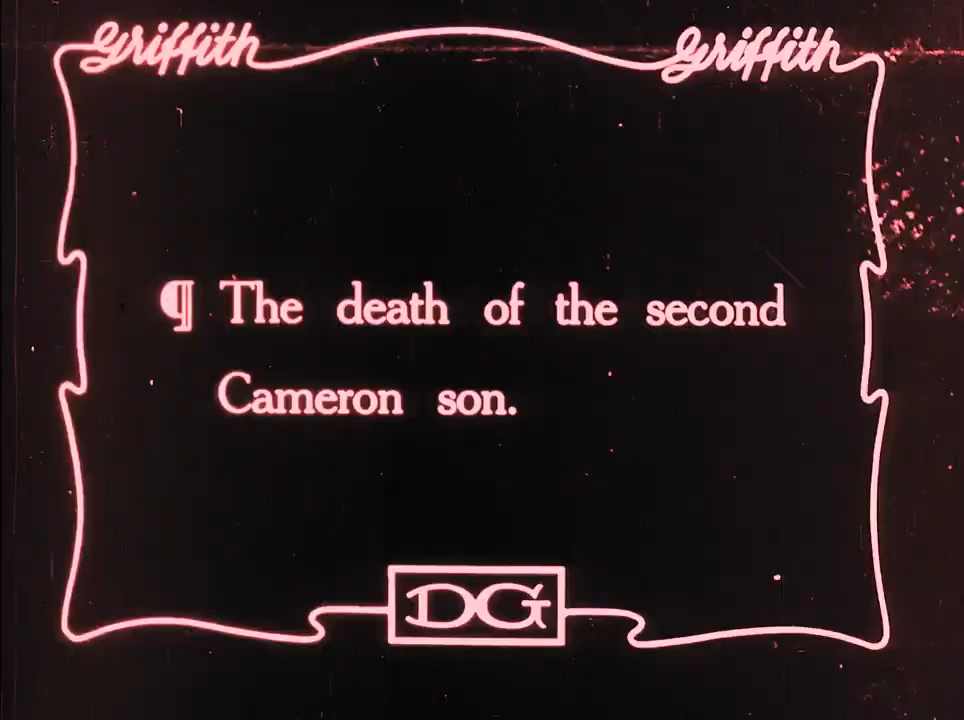 Griffith Griffith
¶ The death of the second
Cameron son.
DG